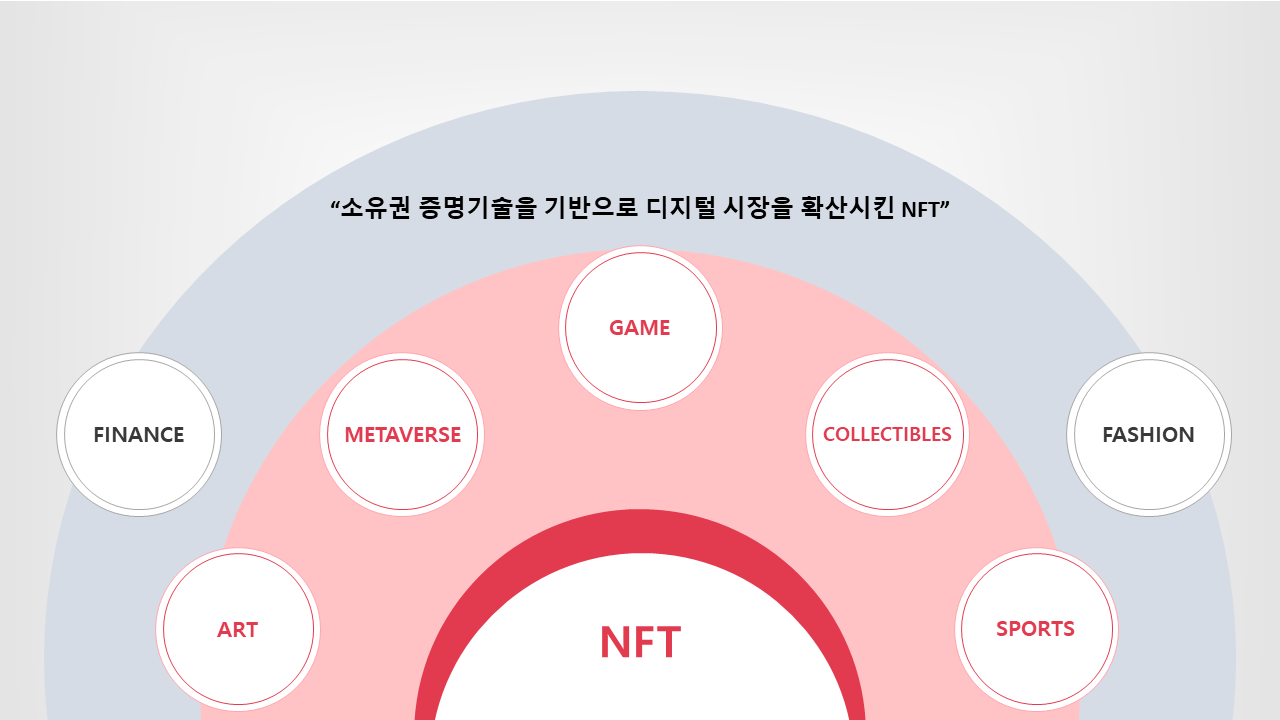 “소유권 증명기술을 기반으로 디지털 시장을 확산시킨 NFT”
GAME
FINANCE
METAVERSE
COLLECTIBLES
FASHION
ART
NFT
SPORTS